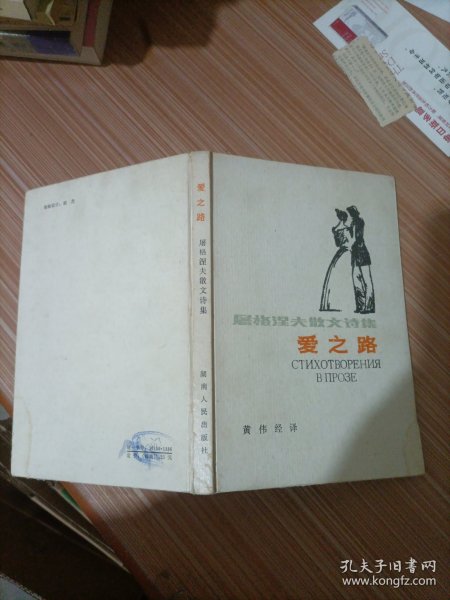 爱之路
屠格涅夫散文诗集
湖南人民出版社
屠格涅夫散文诗集
爱之路
СТИХОТВОРЕНИЯ
В ПРОЗЕ
黄伟经译
孔夫子旧书网
www.kongfz.com